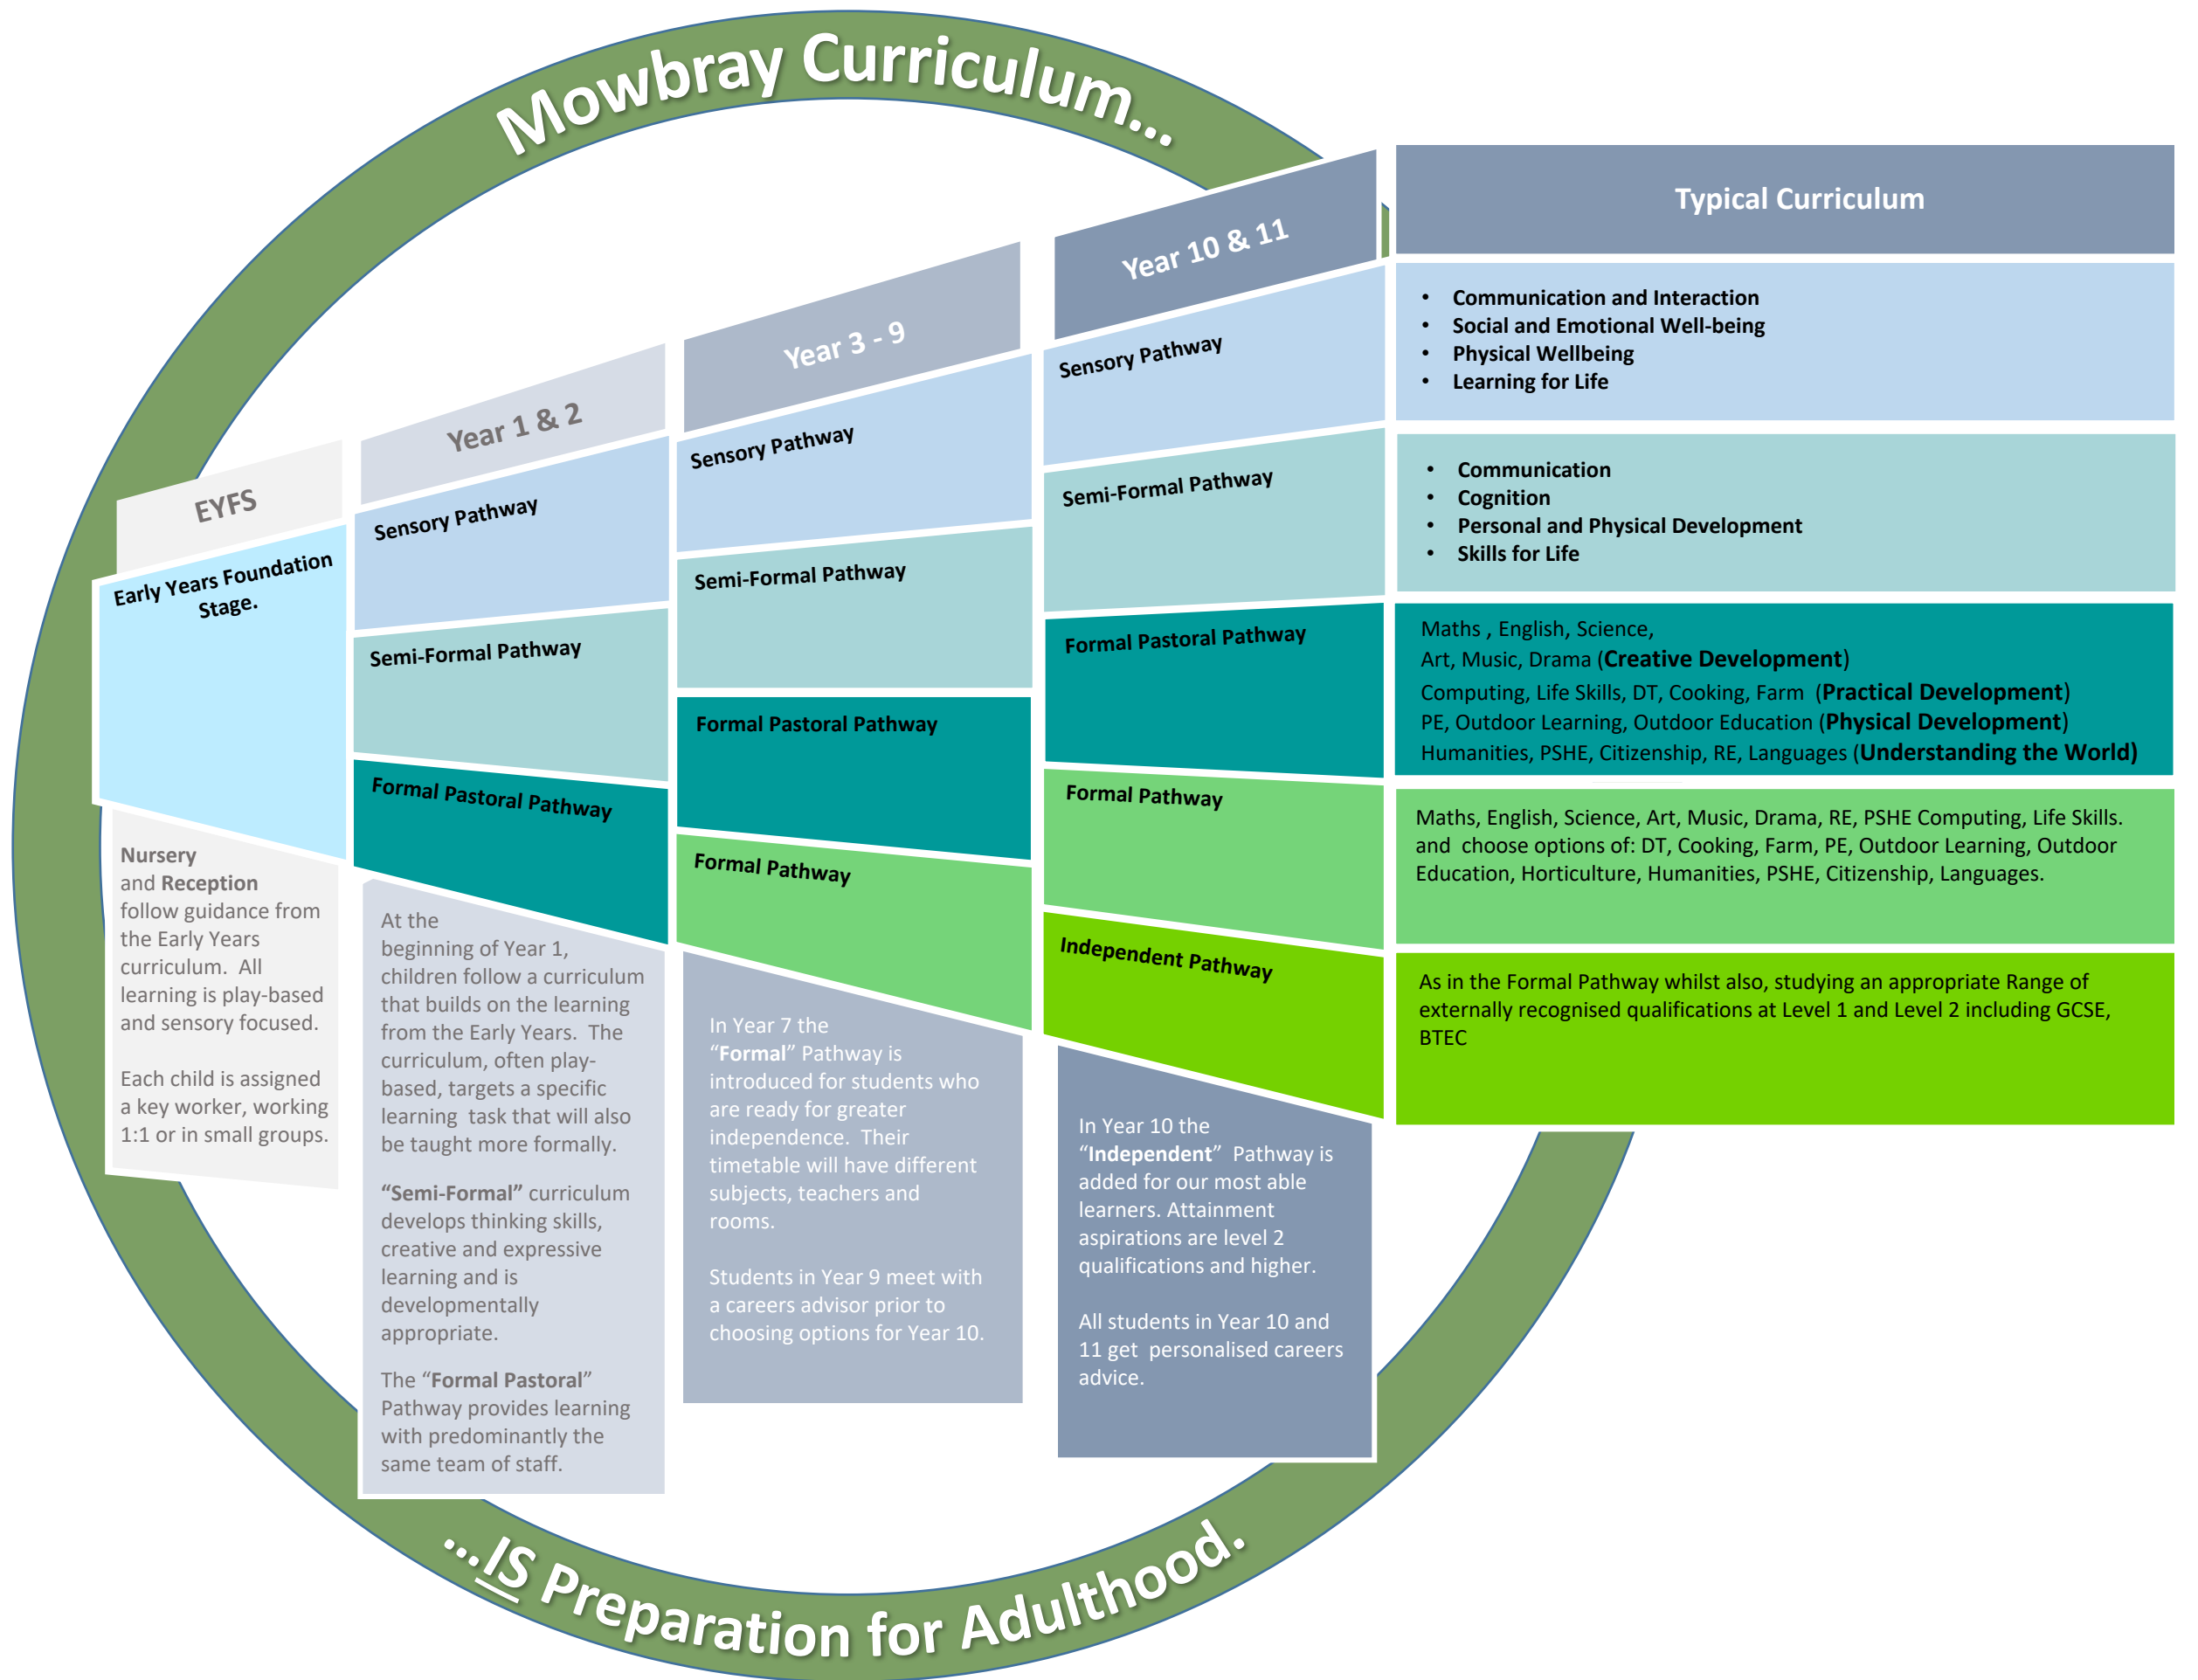 Mowbray Curriculum...
EYFS
Early Years Foundation
Stage.
Nursery
and Reception
follow guidance from
the Early Years
curriculum.  All
learning is play-based
and sensory focused.
Each child is assigned
a key worker, working
1:1 or in small groups.
Year 1 & 2
Sensory Pathway
Semi-Formal Pathway
Formal Pastoral Pathway
At the
beginning of Year 1,
children follow a curriculum
that builds on the learning
from the Early Years.  The
curriculum, often play-
based, targets a specific
learning  task that will also
be taught more formally.
“Semi-Formal” curriculum
develops thinking skills,
creative and expressive
learning and is
developmentally
appropriate.
The “Formal Pastoral”
Pathway provides learning
with predominantly the
same team of staff.
Year 3 - 9
Sensory Pathway
Semi-Formal Pathway
Formal Pastoral Pathway
Formal Pathway
In Year 7 the
“Formal” Pathway is
introduced for students who
are ready for greater
independence.  Their
timetable will have different
subjects, teachers and
rooms.
Students in Year 9 meet with
a careers advisor prior to
choosing options for Year 10.
Year 10 & 11
Sensory Pathway
Semi-Formal Pathway
Formal Pastoral Pathway
Formal Pathway
Independent Pathway
In Year 10 the
“Independent”  Pathway is
added for our most able
learners. Attainment
aspirations are level 2
qualifications and higher.
All students in Year 10 and
11 get  personalised careers
advice.
Typical Curriculum
• Communication and Interaction
• Social and Emotional Well-being
• Physical Wellbeing
• Learning for Life
• Communication
• Cognition
• Personal and Physical Development
• Skills for Life
Maths , English, Science,
Art, Music, Drama (Creative Development)
Computing, Life Skills, DT, Cooking, Farm  (Practical Development)
PE, Outdoor Learning, Outdoor Education (Physical Development)
Humanities, PSHE, Citizenship, RE, Languages (Understanding the World)
Maths, English, Science, Art, Music, Drama, RE, PSHE Computing, Life Skills.
and  choose options of: DT, Cooking, Farm, PE, Outdoor Learning, Outdoor
Education, Horticulture, Humanities, PSHE, Citizenship, Languages.
As in the Formal Pathway whilst also, studying an appropriate Range of
externally recognised qualifications at Level 1 and Level 2 including GCSE,
BTEC
...IS Preparation for Adulthood.